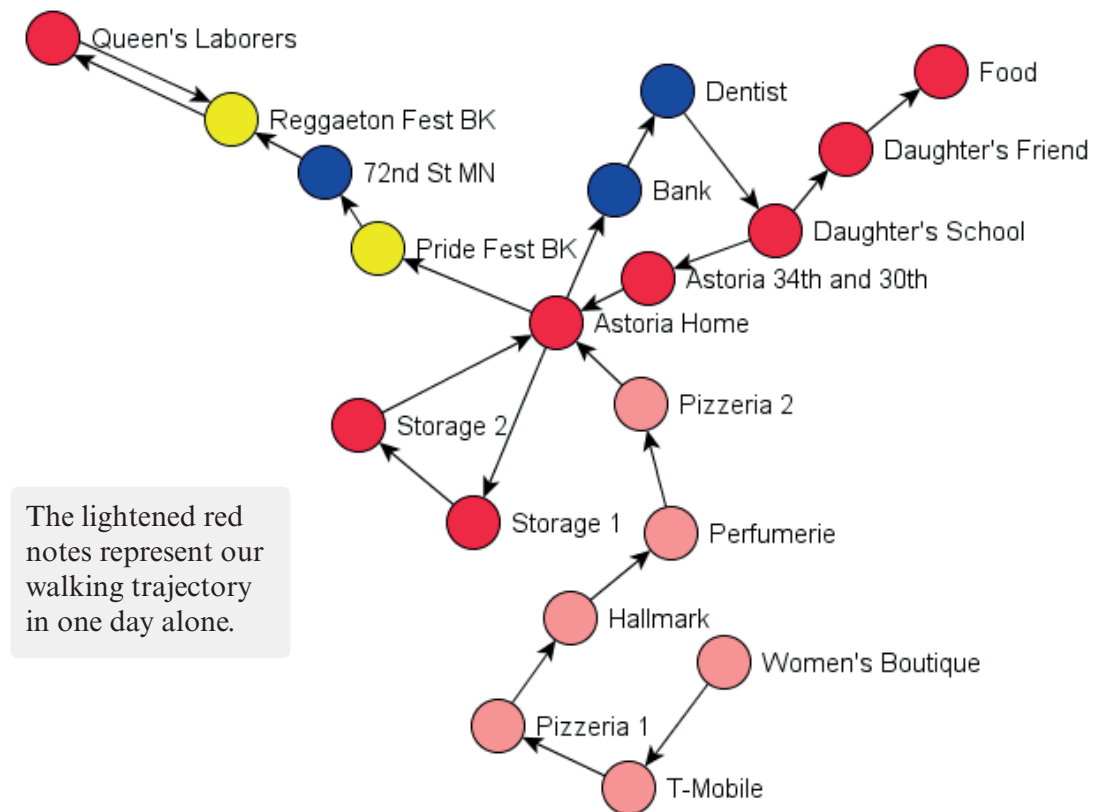 Queen's Laborers
Food
Dentist
Reggaeton Fest BK
Daughter's Friend
72nd St MN
Bank
Daughter's School
Pride Fest BK
Astoria 34th and 30th
Astoria Home
Pizzeria 2
Storage 2
Storage 1
The lightened red
notes represent our
walking trajectory
in one day alone.
Perfumerie
Hallmark
Women's Boutique
Pizzeria 1
T-Mobile